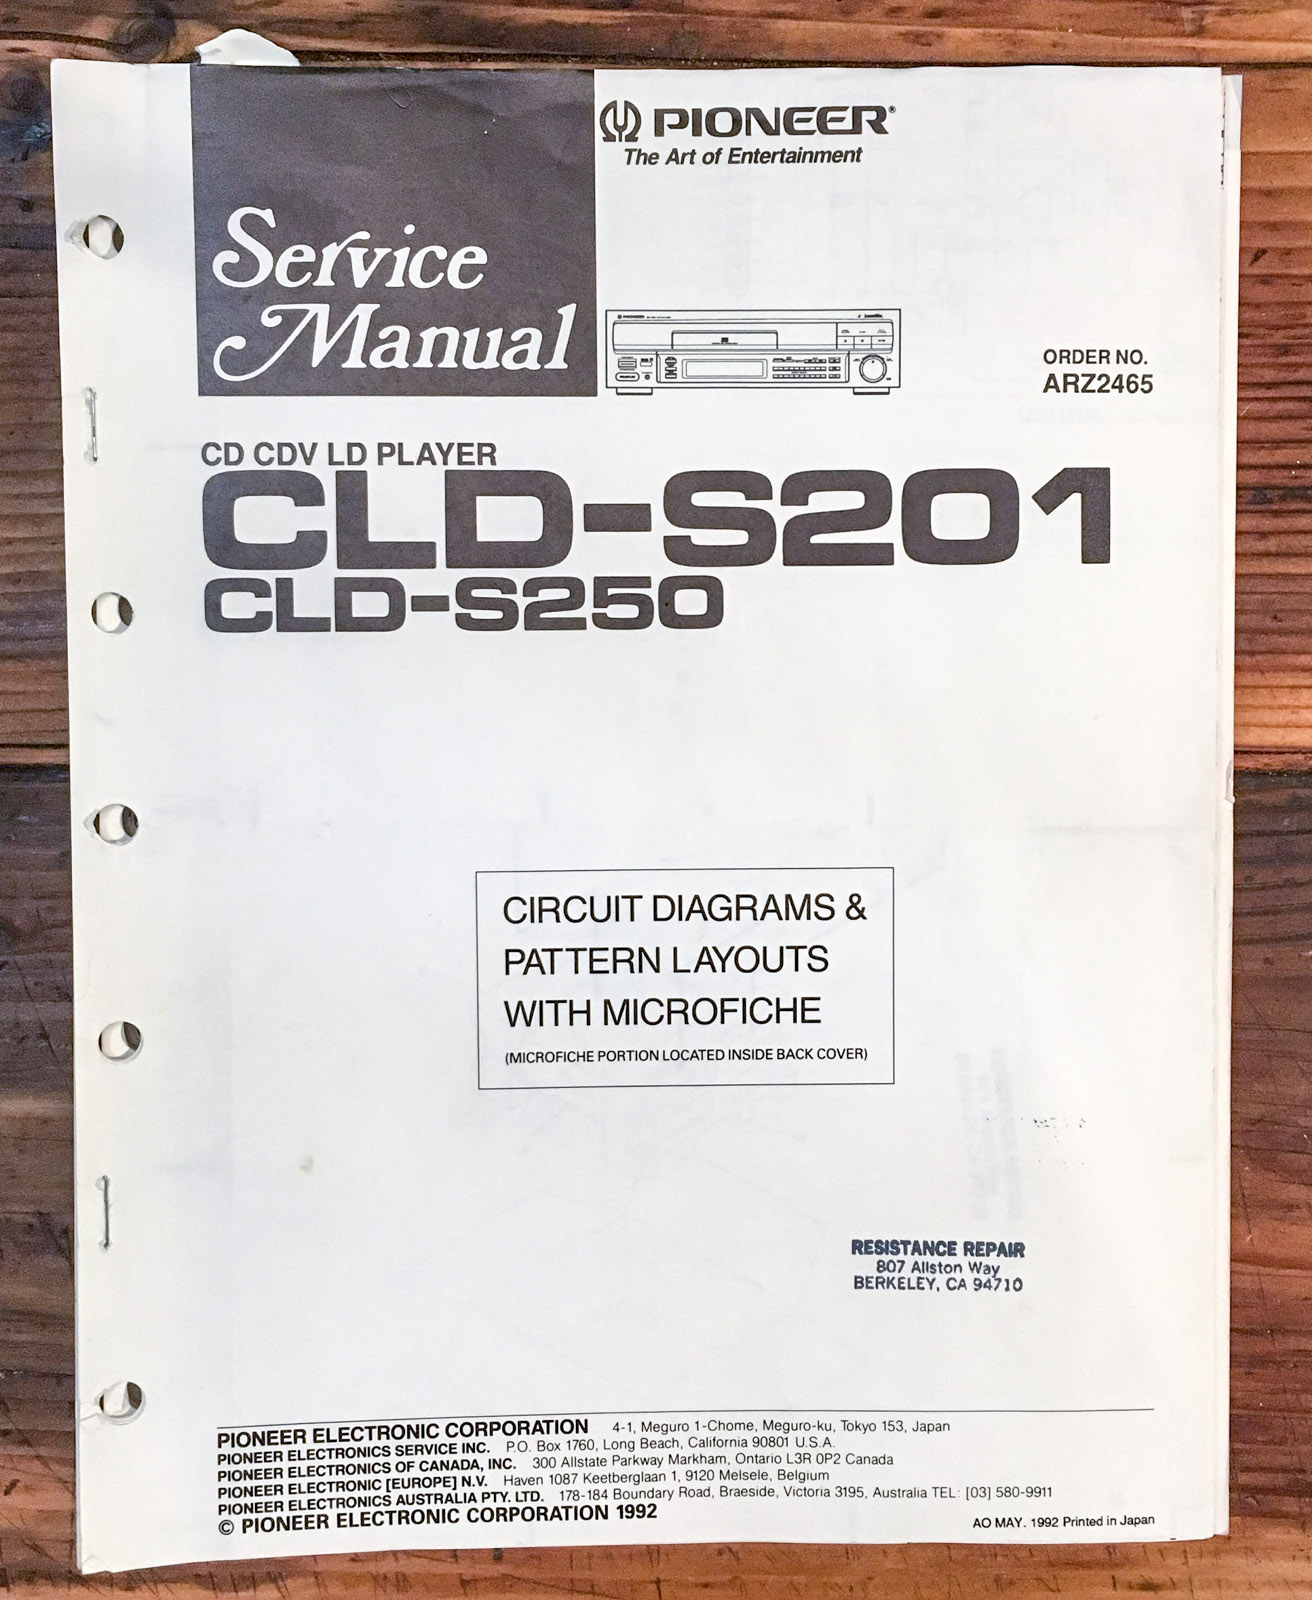 Service
Manual
PIONEER®
The Art of Entertainment
ORDER NO.
ARZ2465
CD CDV LD PLAYER
CLD-S201
CLD-S250
CIRCUIT DIAGRAMS &
PATTERN LAYOUTS
WITH MICROFICHE
(MICROFICHE PORTION LOCATED INSIDE BACK COVER)
RESISTANCE REPAIR
807 Allston Way
BERKELEY, CA 94710
PIONEER ELECTRONIC CORPORATION 4-1, Meguro 1-Chome, Meguro-ku, Tokyo 153, Japan
PIONEER ELECTRONICS SERVICE INC. P.O. Box 1760, Long Beach, California 90801 U.S.A.
PIONEER ELECTRONICS OF CANADA, INC. 300 Allstate Parkway Markham, Ontario L3R 0P2 Canada
PIONEER ELECTRONIC [EUROPE] N.V. Haven 1087 Keetberglaan 1, 9120 Melsele, Belgium
PIONEER ELECTRONICS AUSTRALIA PTY. LTD. 178-184 Boundary Road, Braeside, Victoria 3195, Australia TEL: [03] 580-9911
© PIONEER ELECTRONIC CORPORATION 1992
AO MAY. 1992 Printed in Japan